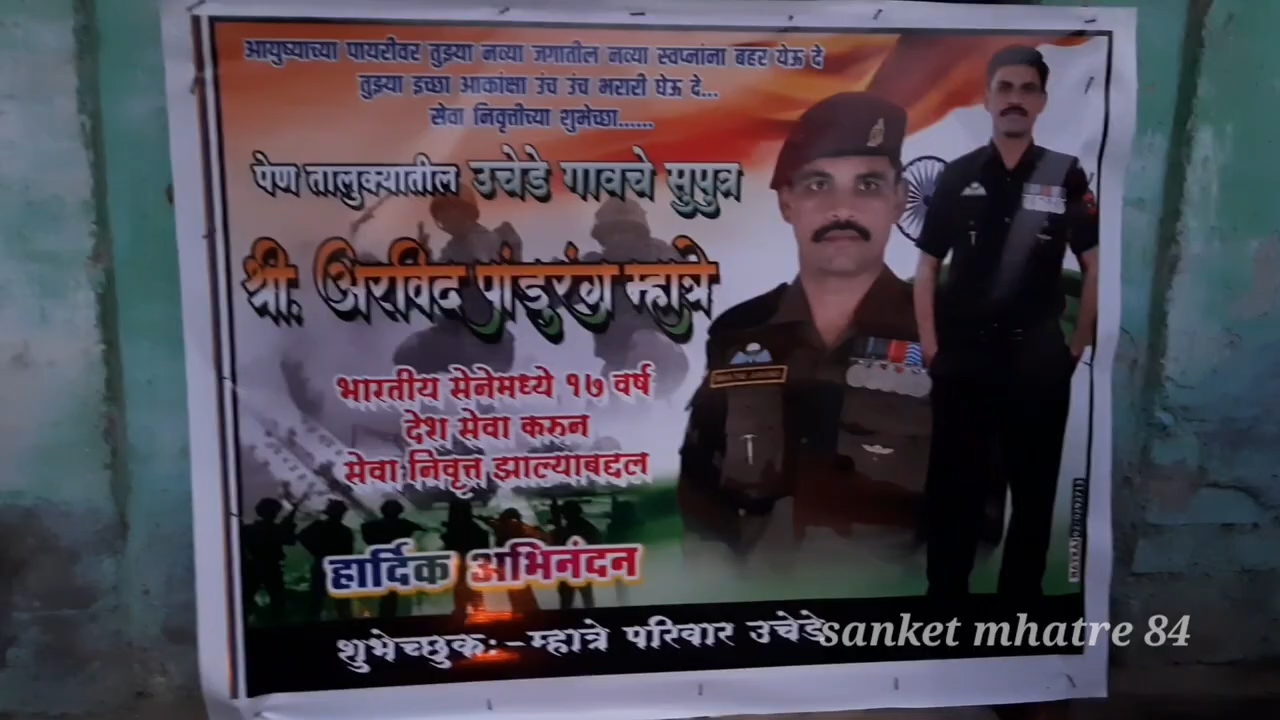 आयुष्याच्या पायरीवर तुझ्या नव्या जगातील नव्या स्वप्नांना बहर येऊ दे
तुझ्या इच्छा आकांक्षा उंच उंच भरारी घेऊ दे...
सेवा निवृत्तीच्या शुभेच्छा......
पेण तालुक्यातील उचेडे गावचे सुपुत्र
श्री. अरविंद पांडुरंग म्हात्रे
भारतीय सेनेमध्ये १७ वर्ष
देश सेवा करून
सेवा निवृत्त झाल्याबद्दल
हार्दिक अभिनंदन
शुभेच्छुकः-म्हात्रे परिवार उचेडे
sanket mhatre 84